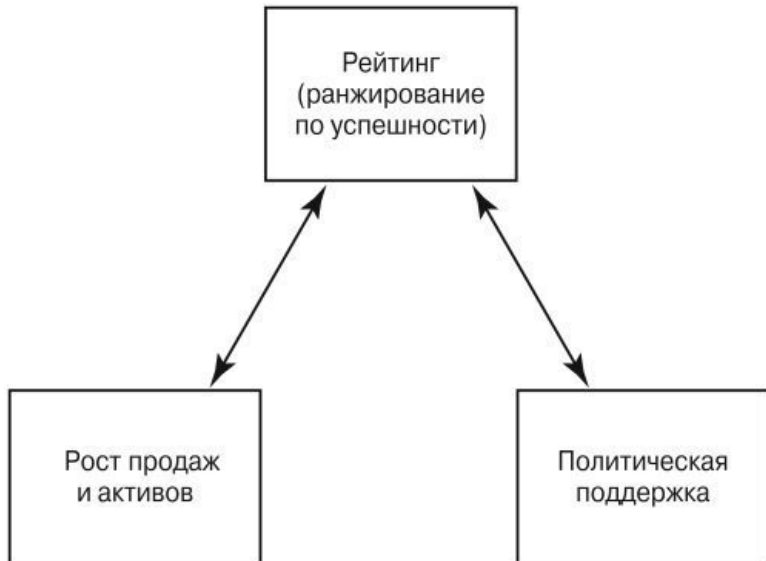 Рейтинг
(ранжирование
по успешности)
Рост продаж
и активов
Политическая
поддержка